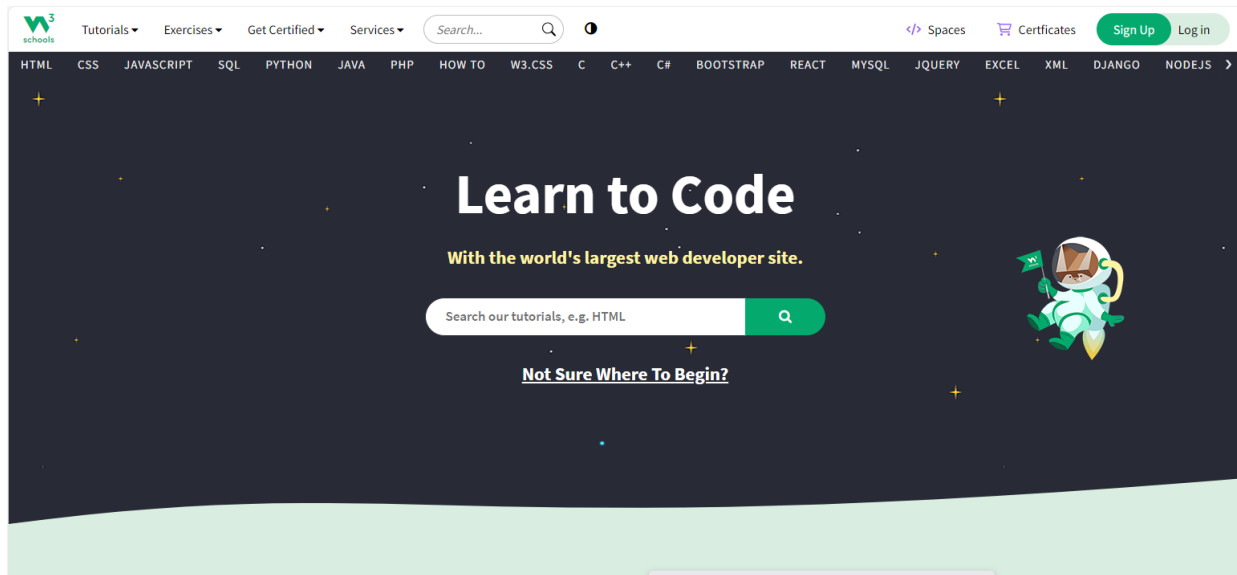 W3 schools Tutorials Exercises Get Certified Services Search... Spaces Certficates Sign Up Log in
HTML CSS JAVASCRIPT SQL PYTHON JAVA PHP HOW TO W3.CSS C C++ C# BOOTSTRAP REACT MYSQL JQUERY EXCEL XML DJANGO NODEJS
Learn to Code
With the world's largest web developer site.
Search our tutorials, e.g. HTML
Not Sure Where To Begin?